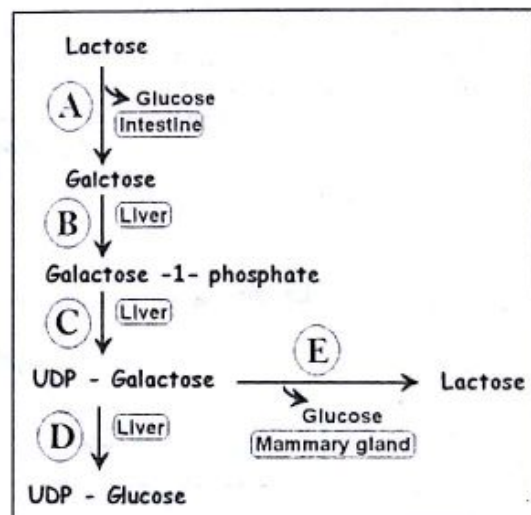 Lactose
A
Glucose
Intestine
Galctose
B
Liver
Galactose -1- phosphate
C
Liver
E
UDP - Galactose
Lactose
Glucose
D
Liver
Mammary gland
UDP - Glucose